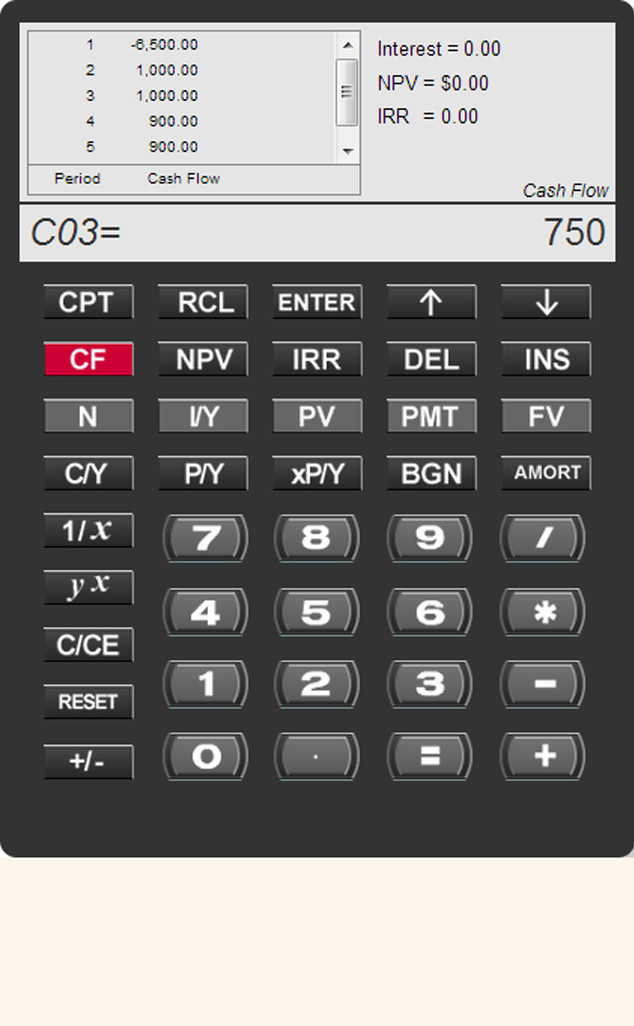 1 -6,500.00
2 1,000.00
3 1,000.00
4 900.00
5 900.00
Period Cash Flow
Interest = 0.00
NPV = $0.00
IRR = 0.00
Cash Flow
C03= 750
CPT RCL ENTER ↑ ↓
CF NPV IRR DEL INS
N I/Y PV PMT FV
C/Y P/Y xP/Y BGN AMORT
1/x 7 8 9 /
y x 4 5 6 *
C/CE 1 2 3 -
RESET 0 . = +
+/-